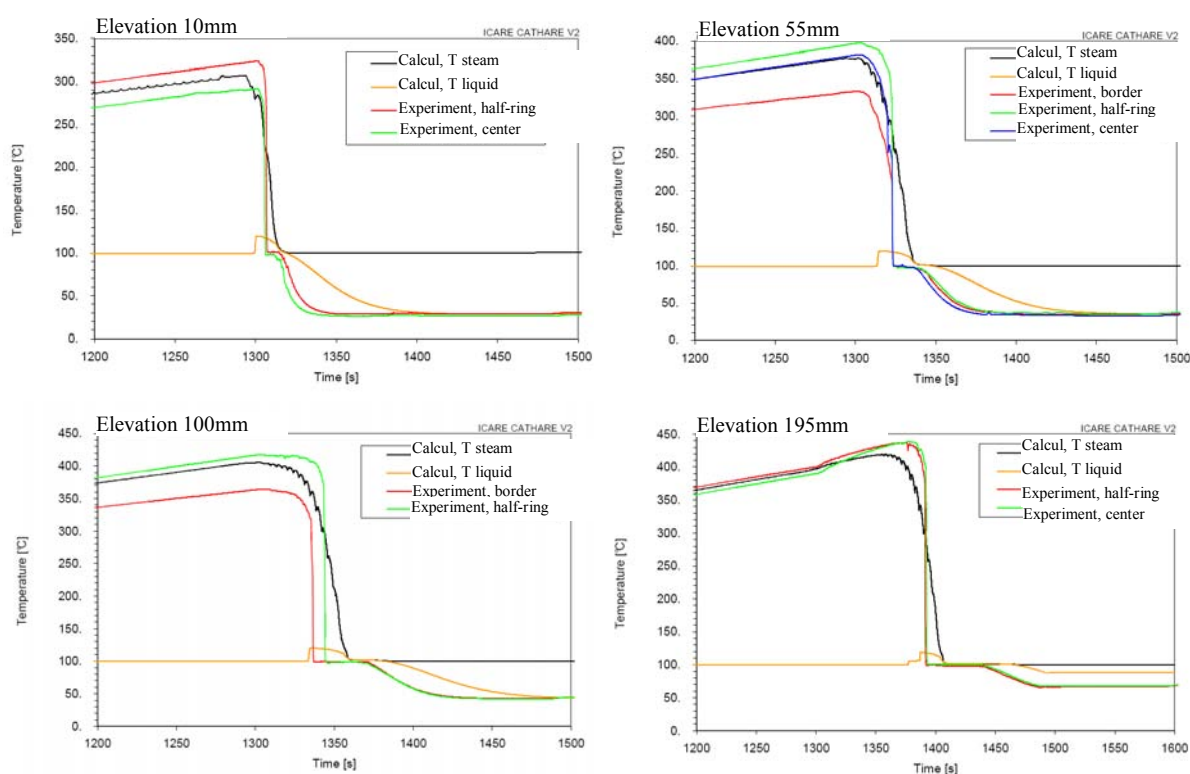 Elevation 10mm
ICARE CATHARE V2
350.
300.
250.
200.
150.
100.
50.
0.
Temperature [℃]
Calcul, T steam
Calcul, T liquid
Experiment, half-ring
Experiment, center
1200 1250 1300 1350 1400 1450 1500
Time [s]
Elevation 55mm
ICARE CATHARE V2
400.
350.
300.
250.
200.
150.
100.
50.
0.
Temperature [℃]
Calcul, T steam
Calcul, T liquid
Experiment, border
Experiment, half-ring
Experiment, center
1200 1250 1300 1350 1400 1450 1500
Time [s]
Elevation 100mm
ICARE CATHARE V2
450.
400.
350.
300.
250.
200.
150.
100.
50.
0.
Temperature [℃]
Calcul, T steam
Calcul, T liquid
Experiment, border
Experiment, half-ring
1200 1250 1300 1350 1400 1450 1500
Time [s]
Elevation 195mm
ICARE CATHARE V2
450.
400.
350.
300.
250.
200.
150.
100.
50.
0.
Temperature [℃]
Calcul, T steam
Calcul, T liquid
Experiment, half-ring
Experiment, center
1200 1250 1300 1350 1400 1450 1500 1550 1600
Time [s]